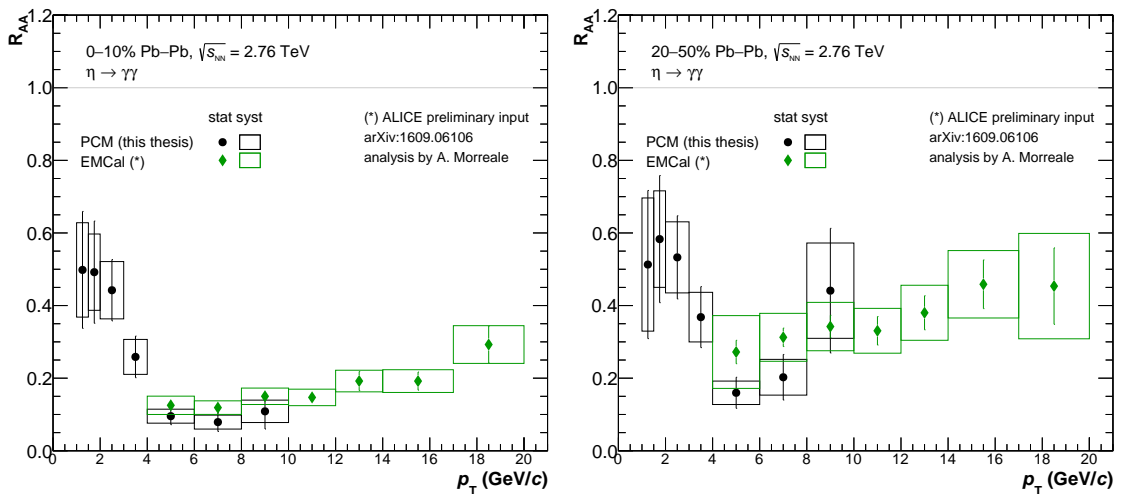 R_AA
1.2
1.0
0.8
0.6
0.4
0.2
0.0
0–10% Pb–Pb, √s_NN = 2.76 TeV
η → γγ
stat syst
PCM (this thesis)
EMCal (*)
(*) ALICE preliminary input
arXiv:1609.06106
analysis by A. Morreale
0 2 4 6 8 10 12 14 16 18 20
p_T (GeV/c)
R_AA
1.2
1.0
0.8
0.6
0.4
0.2
0.0
20–50% Pb–Pb, √s_NN = 2.76 TeV
η → γγ
stat syst
PCM (this thesis)
EMCal (*)
(*) ALICE preliminary input
arXiv:1609.06106
analysis by A. Morreale
0 2 4 6 8 10 12 14 16 18 20
p_T (GeV/c)